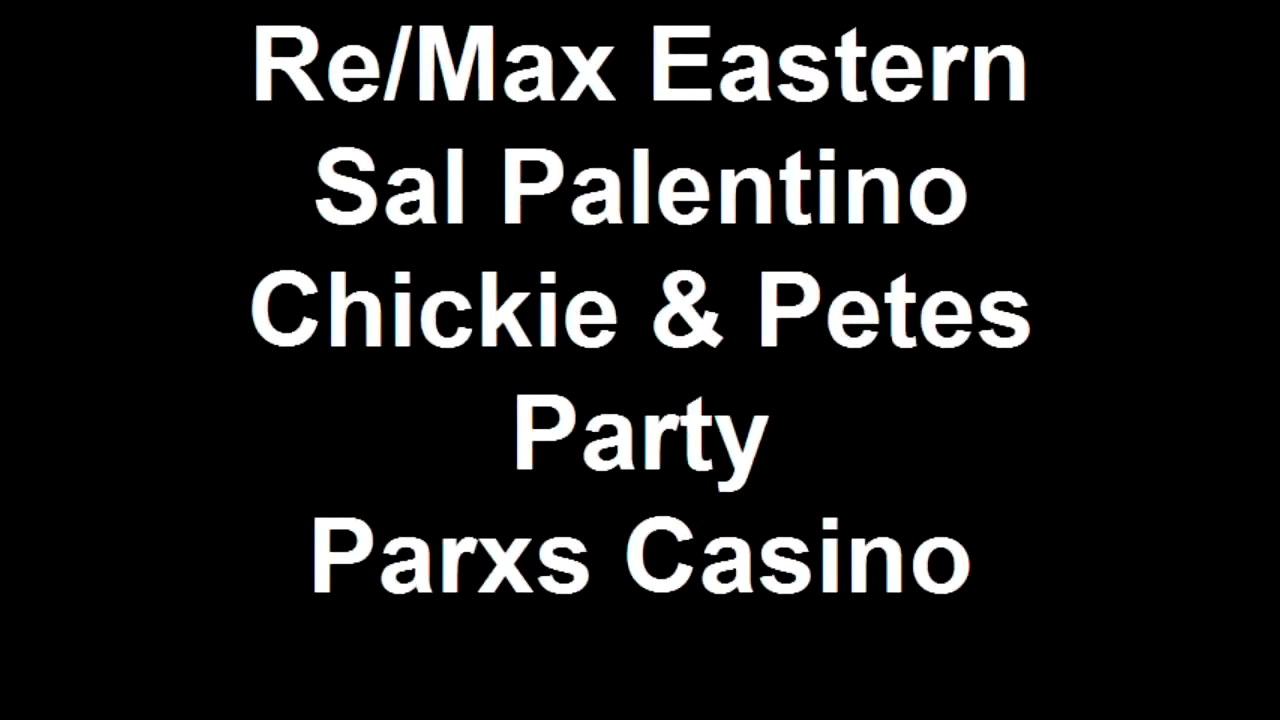 Re/Max Eastern
Sal Palentino
Chickie & Petes
Party
Parxs Casino